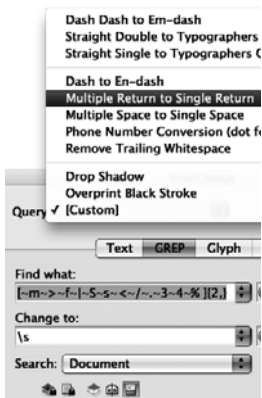 Dash Dash to Em-dash
Straight Double to Typographers
Straight Single to Typographers
Dash to En-dash
Multiple Return to Single Return
Multiple Space to Single Space
Phone Number Conversion (dot fo
Remove Trailing Whitespace
Drop Shadow
Overprint Black Stroke
Query ✓ [Custom]
Text GREP Glyph
Find what:
[~m~>~f~|~S~s~<~/~.~3~4~% ]{2,}
Change to:
\s
Search: Document